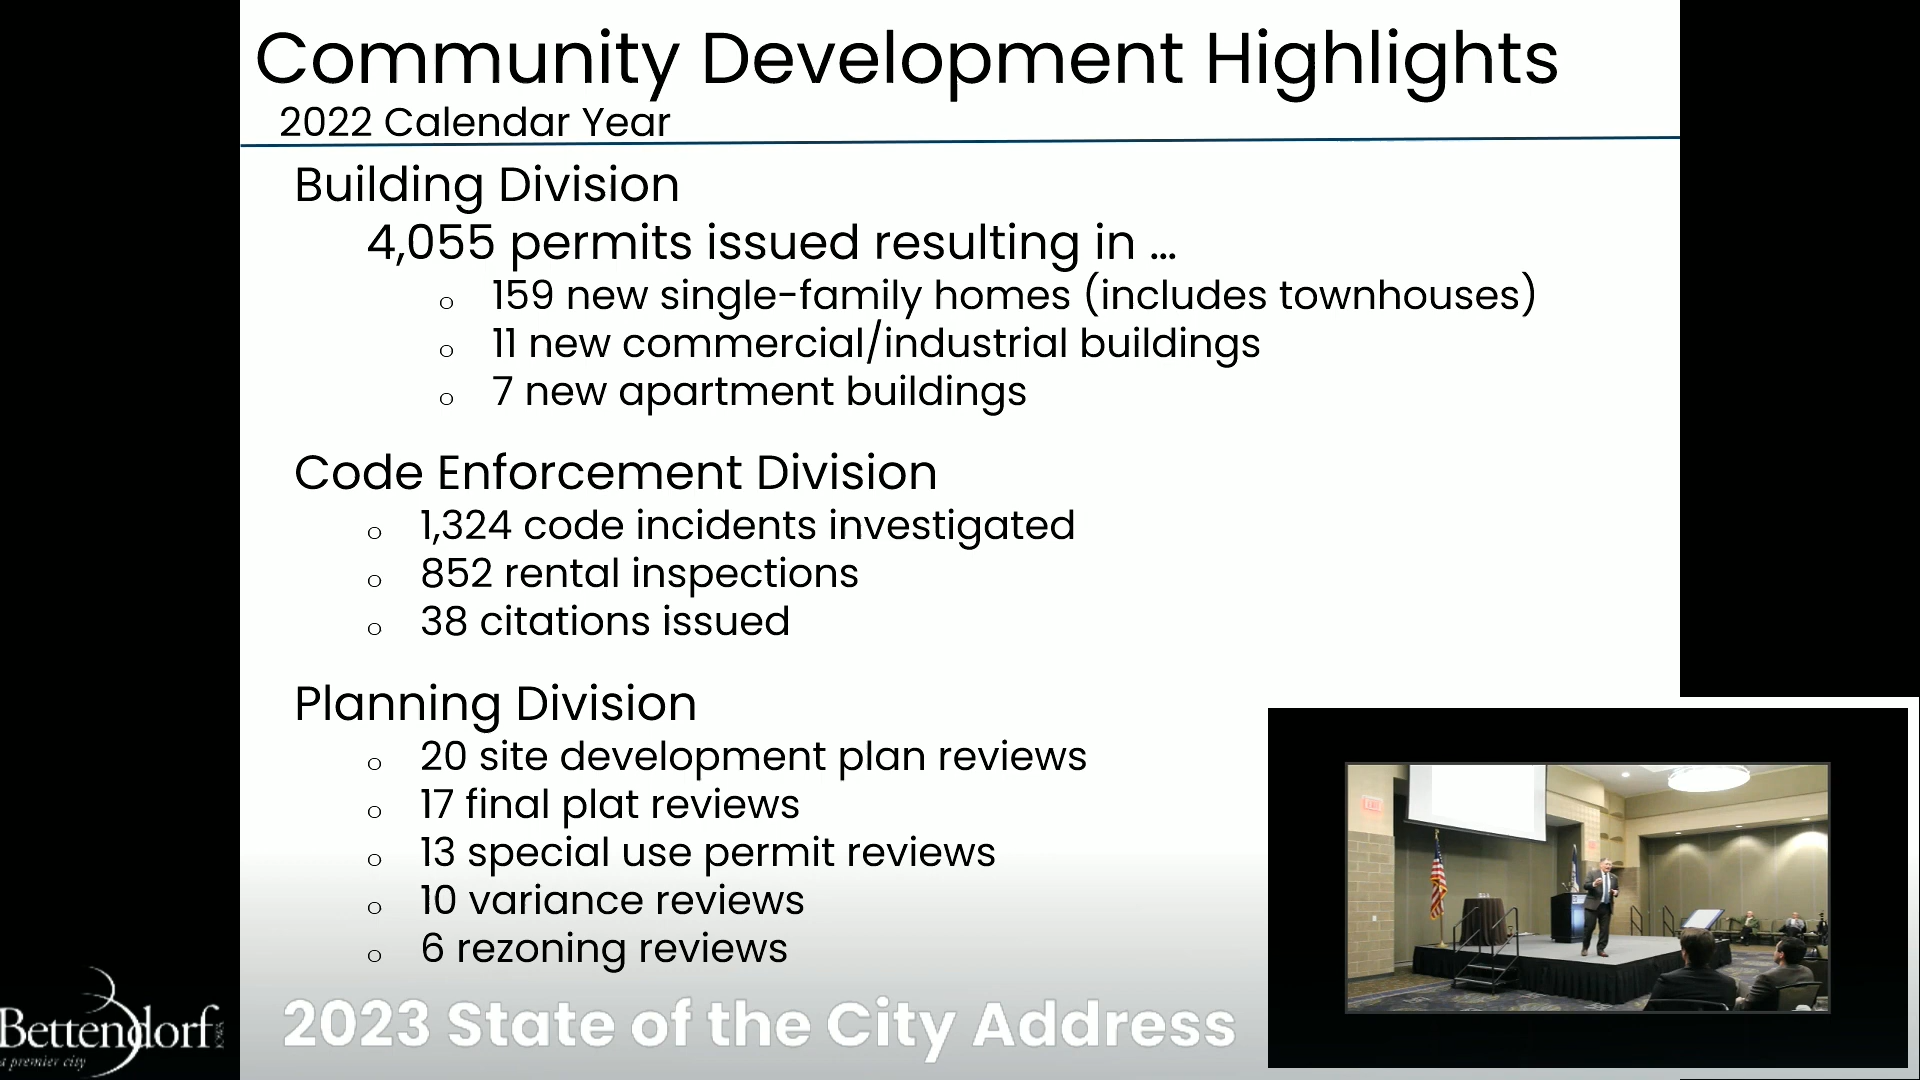 Community Development Highlights
2022 Calendar Year
Building Division
4,055 permits issued resulting in ...
o 159 new single-family homes (includes townhouses)
o 11 new commercial/industrial buildings
o 7 new apartment buildings
Code Enforcement Division
o 1,324 code incidents investigated
o 852 rental inspections
o 38 citations issued
Planning Division
o 20 site development plan reviews
o 17 final plat reviews
o 13 special use permit reviews
o 10 variance reviews
o 6 rezoning reviews
Bettendorf
a premier city
2023 State of the City Address